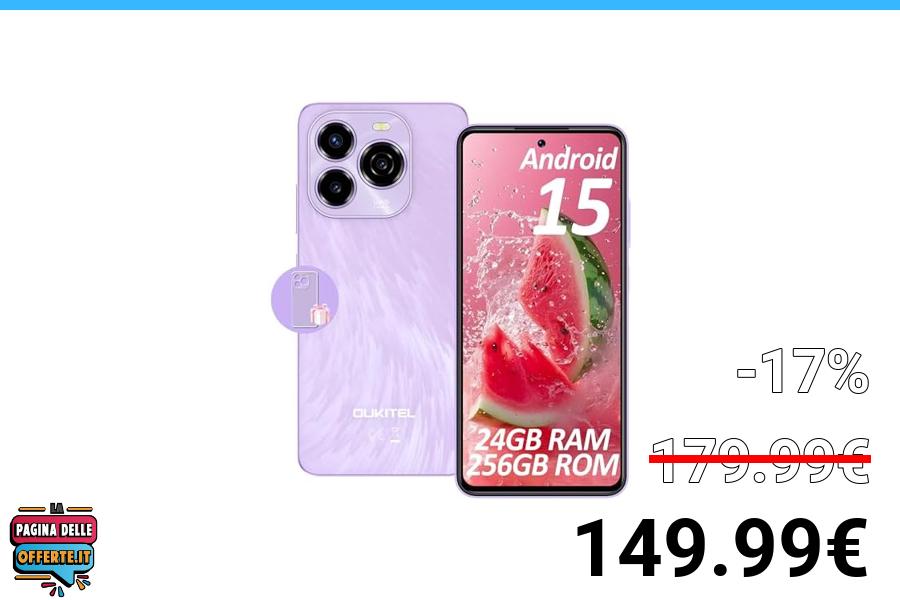 Android
15
OUKITEL
24GB RAM
256GB ROM
-17%
179.99€
149.99€
LA
PAGINA DELLE
OFFERTE.IT